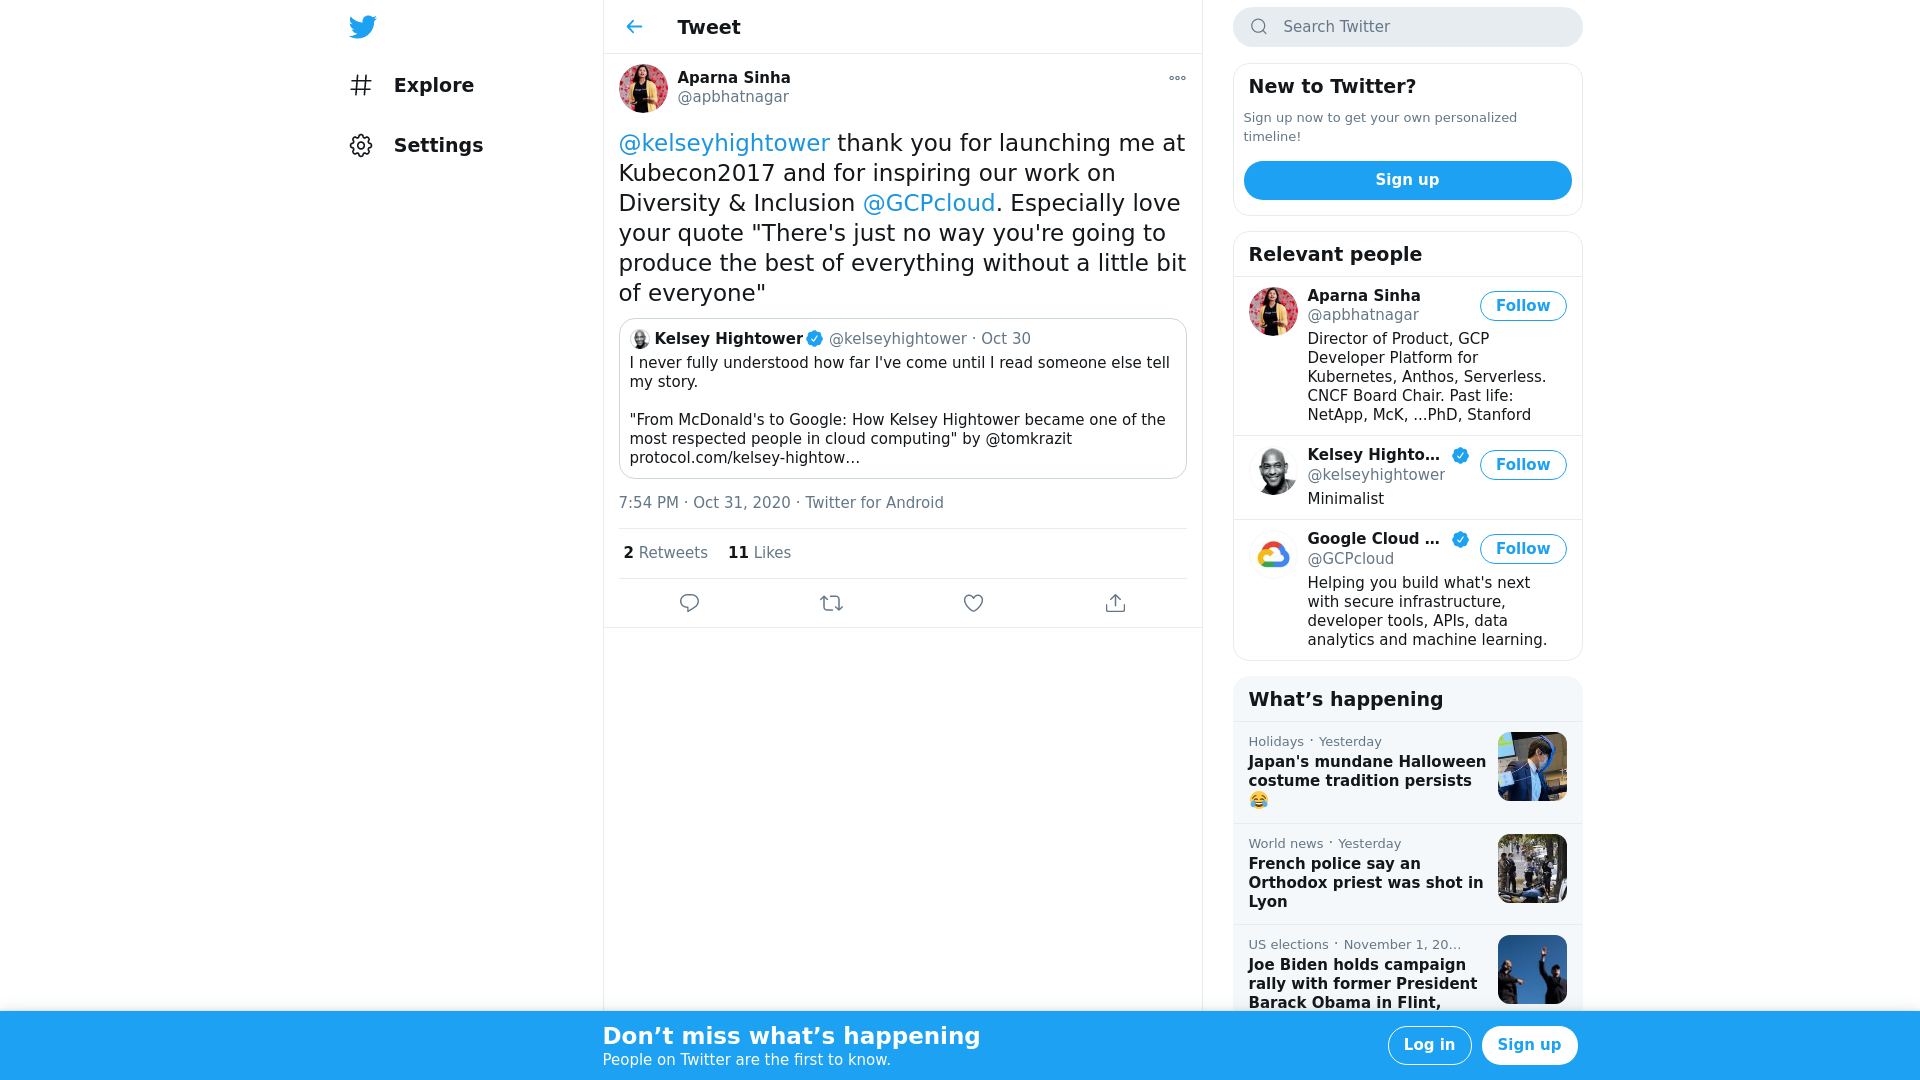 Explore
Settings
Tweet
Aparna Sinha
@apbhatnagar
@kelseyhightower thank you for launching me at
Kubecon2017 and for inspiring our work on
Diversity & Inclusion @GCPcloud. Especially love
your quote "There's just no way you're going to
produce the best of everything without a little bit
of everyone"
Kelsey Hightower @kelseyhightower · Oct 30
I never fully understood how far I've come until I read someone else tell
my story.
"From McDonald's to Google: How Kelsey Hightower became one of the
most respected people in cloud computing" by @tomkrazit
protocol.com/kelsey-hightow…
7:54 PM · Oct 31, 2020 · Twitter for Android
2 Retweets 11 Likes
Search Twitter
New to Twitter?
Sign up now to get your own personalized
timeline!
Sign up
Relevant people
Aparna Sinha
@apbhatnagar
Follow
Director of Product, GCP
Developer Platform for
Kubernetes, Anthos, Serverless.
CNCF Board Chair. Past life:
NetApp, McK, ...PhD, Stanford
Kelsey Highto…
@kelseyhightower
Follow
Minimalist
Google Cloud …
@GCPcloud
Follow
Helping you build what's next
with secure infrastructure,
developer tools, APIs, data
analytics and machine learning.
What’s happening
Holidays · Yesterday
Japan's mundane Halloween
costume tradition persists
😂
World news · Yesterday
French police say an
Orthodox priest was shot in
Lyon
US elections · November 1, 20…
Joe Biden holds campaign
rally with former President
Barack Obama in Flint,
Don’t miss what’s happening
People on Twitter are the first to know.
Log in
Sign up